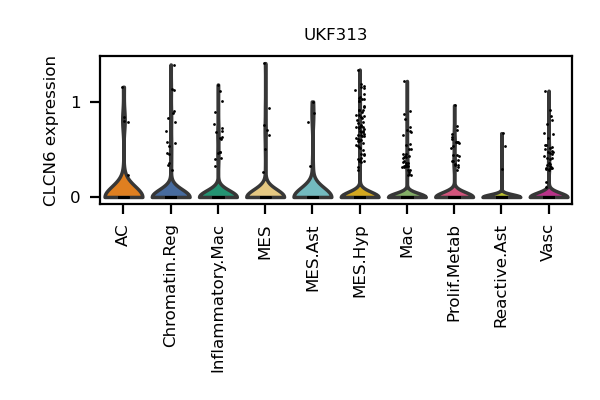 UKF313
CLCN6 expression
1
0
AC
Chromatin.Reg
Inflammatory.Mac
MES
MES.Ast
MES.Hyp
Mac
Prolif.Metab
Reactive.Ast
Vasc